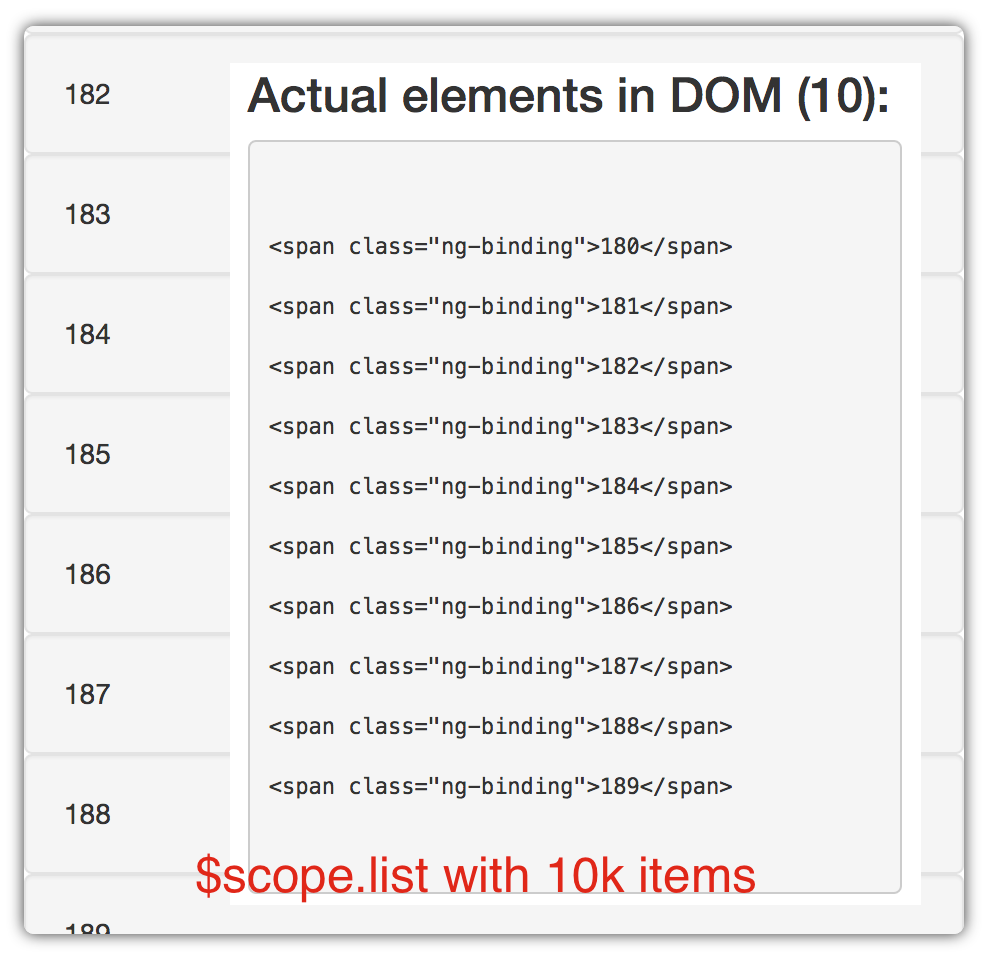 182
183
184
185
186
187
188
189
Actual elements in DOM (10):
<span class="ng-binding">180</span>
<span class="ng-binding">181</span>
<span class="ng-binding">182</span>
<span class="ng-binding">183</span>
<span class="ng-binding">184</span>
<span class="ng-binding">185</span>
<span class="ng-binding">186</span>
<span class="ng-binding">187</span>
<span class="ng-binding">188</span>
<span class="ng-binding">189</span>
$scope.list with 10k items